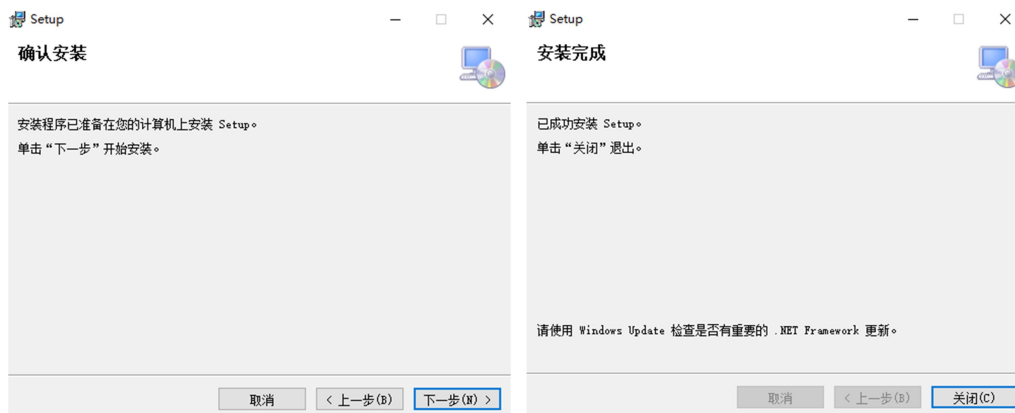 Setup
确认安装
安装程序已准备在您的计算机上安装 Setup。
单击“下一步”开始安装。
取消
< 上一步(B)
下一步(N) >
Setup
安装完成
已成功安装 Setup。
单击“关闭”退出。
请使用 Windows Update 检查是否有重要的 .NET Framework 更新。
取消
< 上一步(B)
关闭(C)